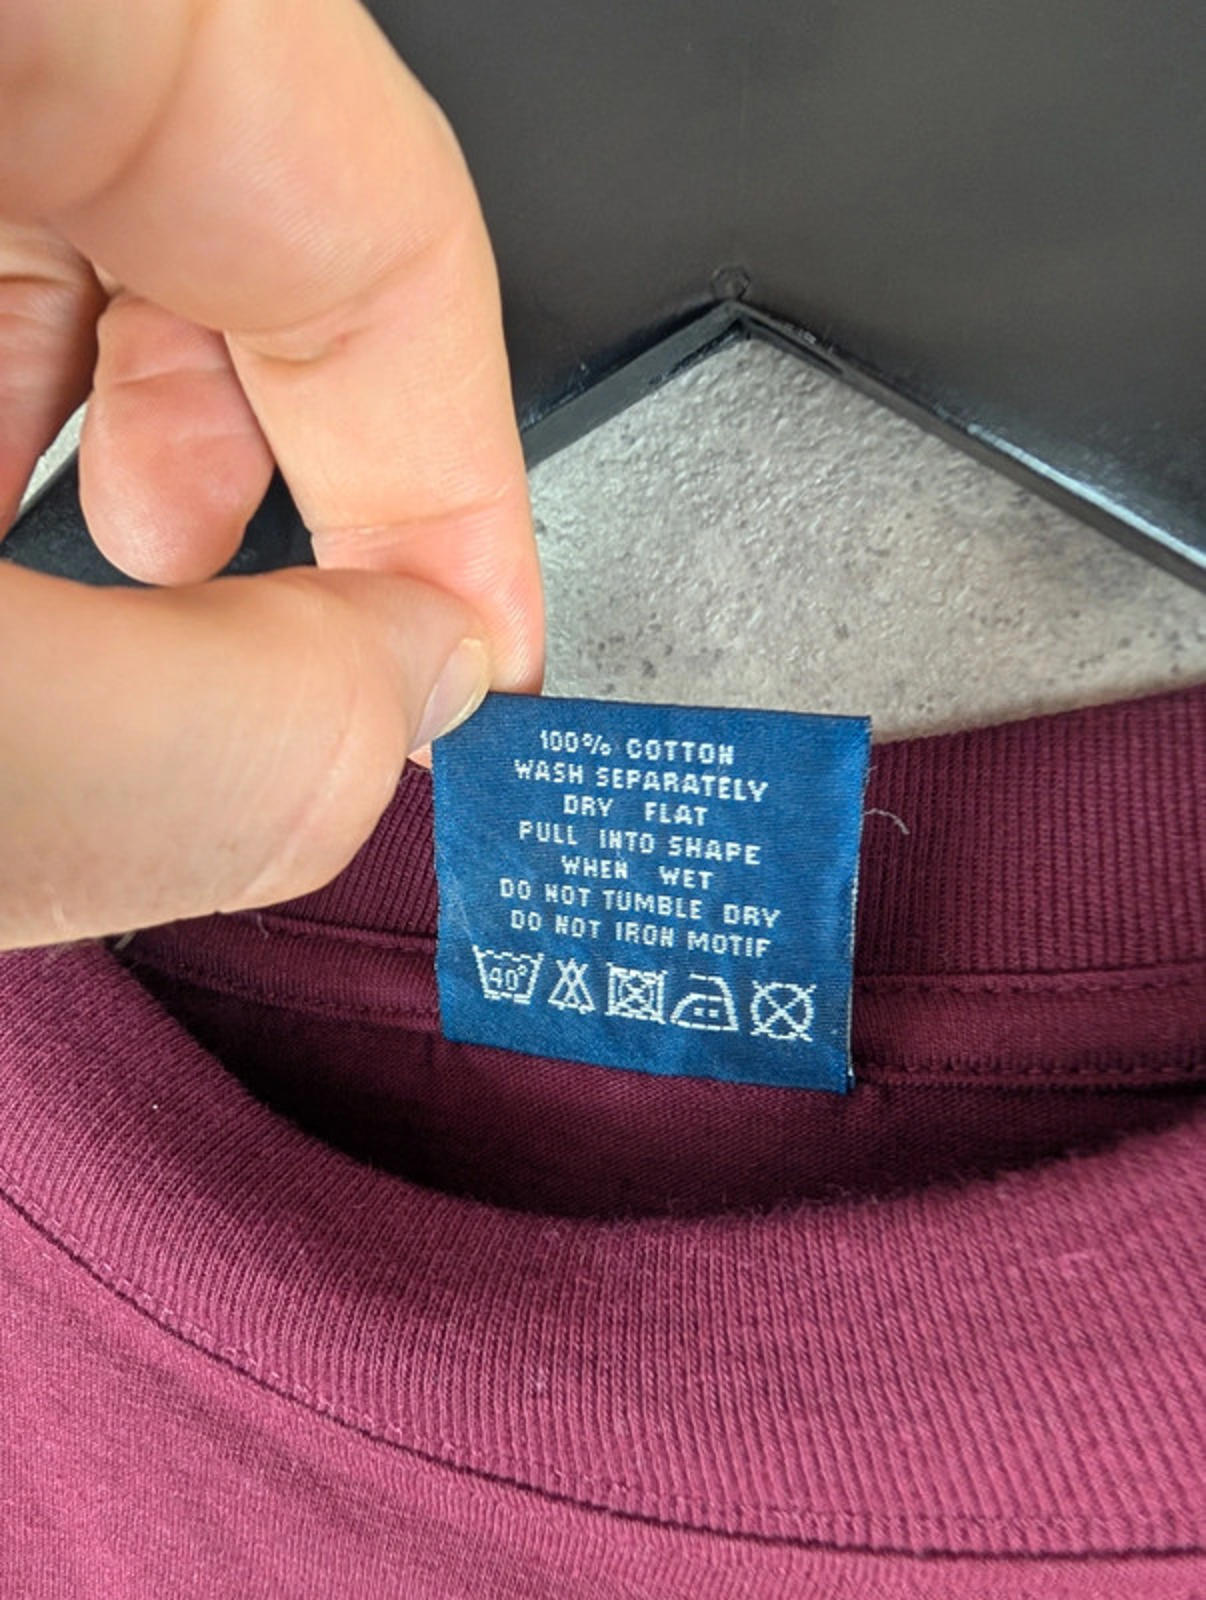 100% COTTON
WASH SEPARATELY
DRY FLAT
PULL INTO SHAPE
WHEN WET
DO NOT TUMBLE DRY
DO NOT IRON MOTIF
40°